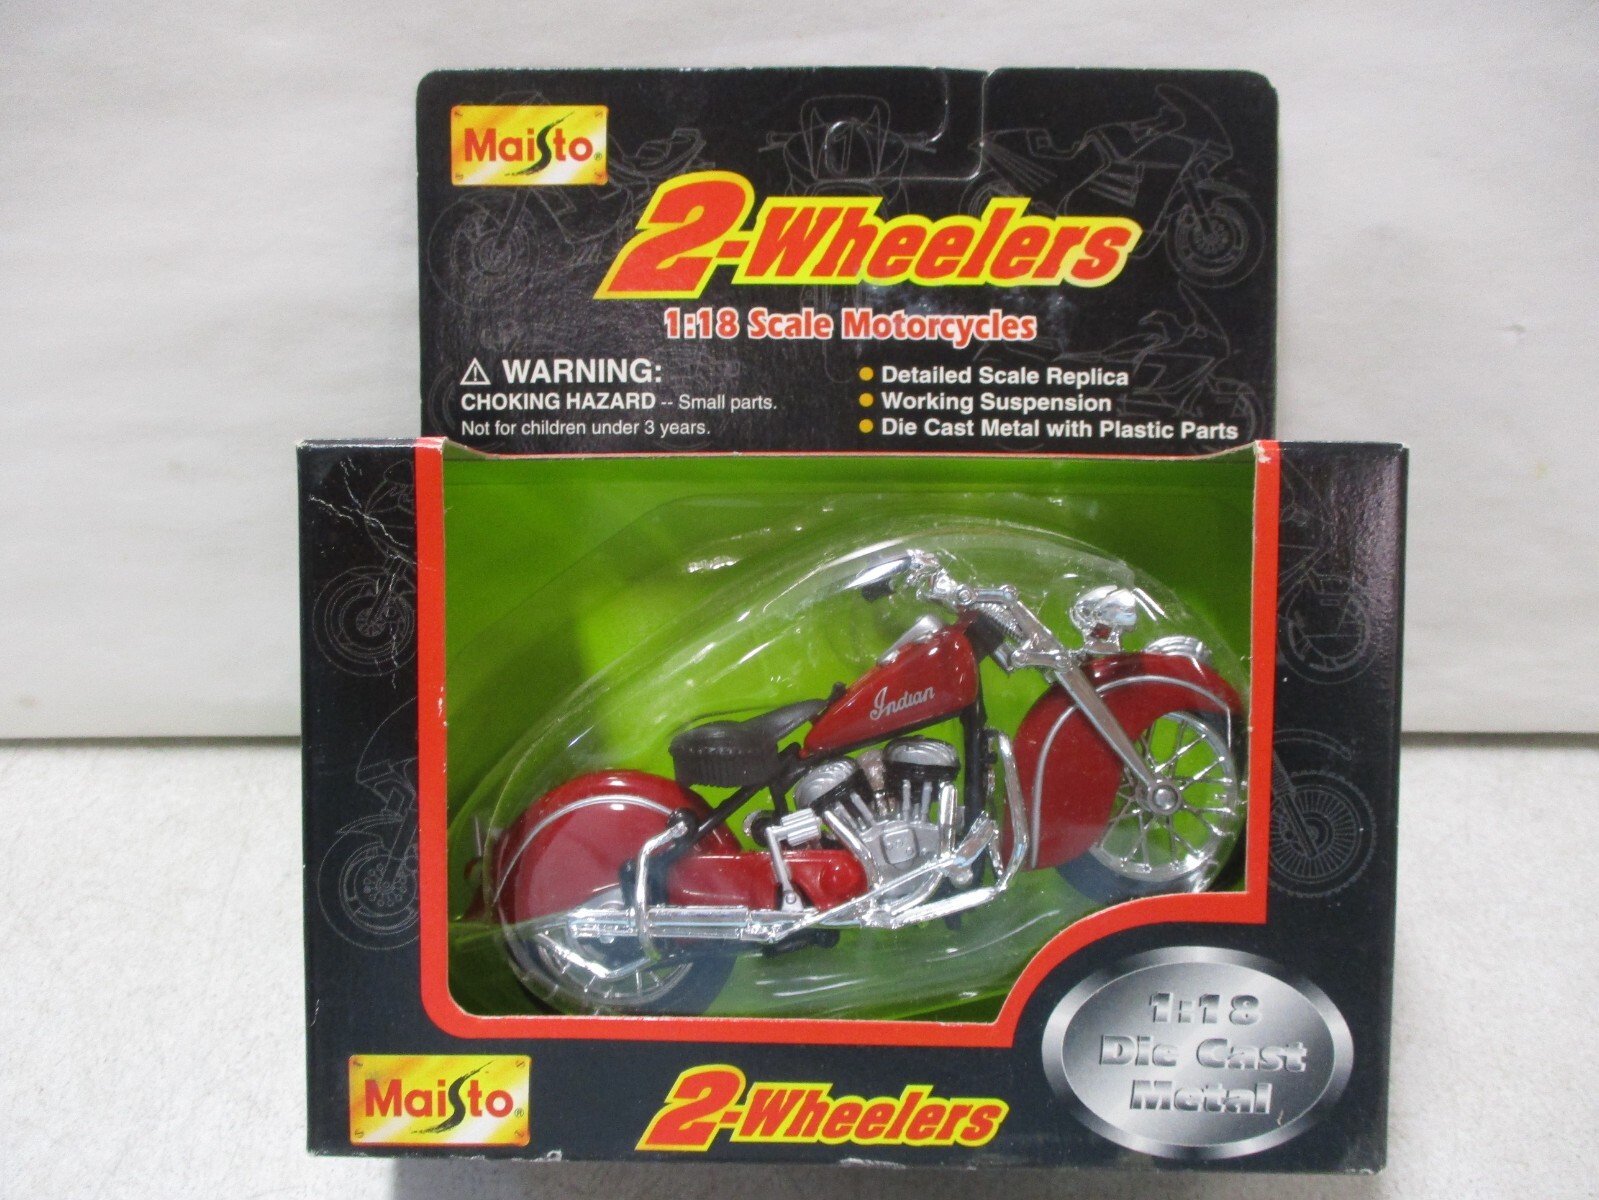 Maisto®
2-Wheelers
1:18 Scale Motorcycles
⚠ WARNING:
CHOKING HAZARD -- Small parts.
Not for children under 3 years.
• Detailed Scale Replica
• Working Suspension
• Die Cast Metal with Plastic Parts
Indian
1:18
Die Cast
Metal
Maisto®
2-Wheelers